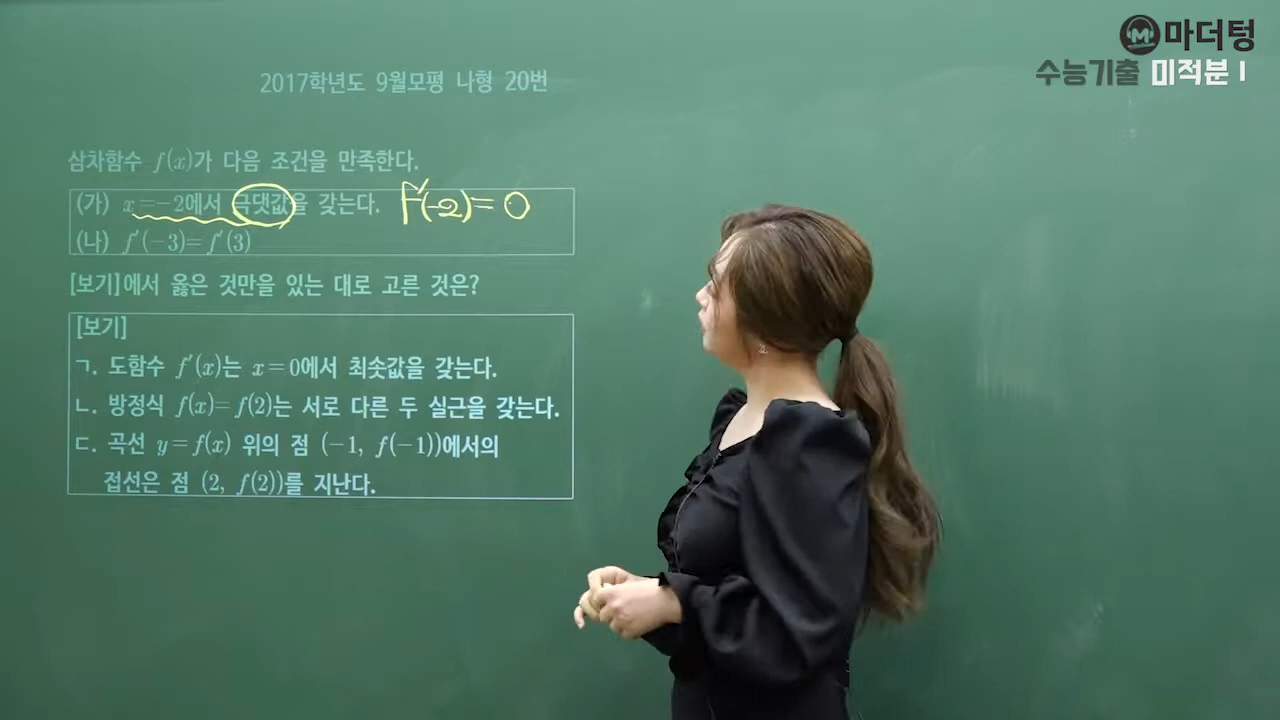 마더텅
수능기출 미적분 I
2017학년도 9월모평 나형 20번
삼차함수 f(x)가 다음 조건을 만족한다.
(가) x=-2에서 극댓값을 갖는다. f'(-2)=0
(나) f'(-3)=f'(3)
[보기]에서 옳은 것만을 있는 대로 고른 것은?
[보기]
ㄱ. 도함수 f'(x)는 x=0에서 최솟값을 갖는다.
ㄴ. 방정식 f(x)=f(2)는 서로 다른 두 실근을 갖는다.
ㄷ. 곡선 y=f(x) 위의 점 (-1, f(-1))에서의
접선은 점 (2, f(2))를 지난다.